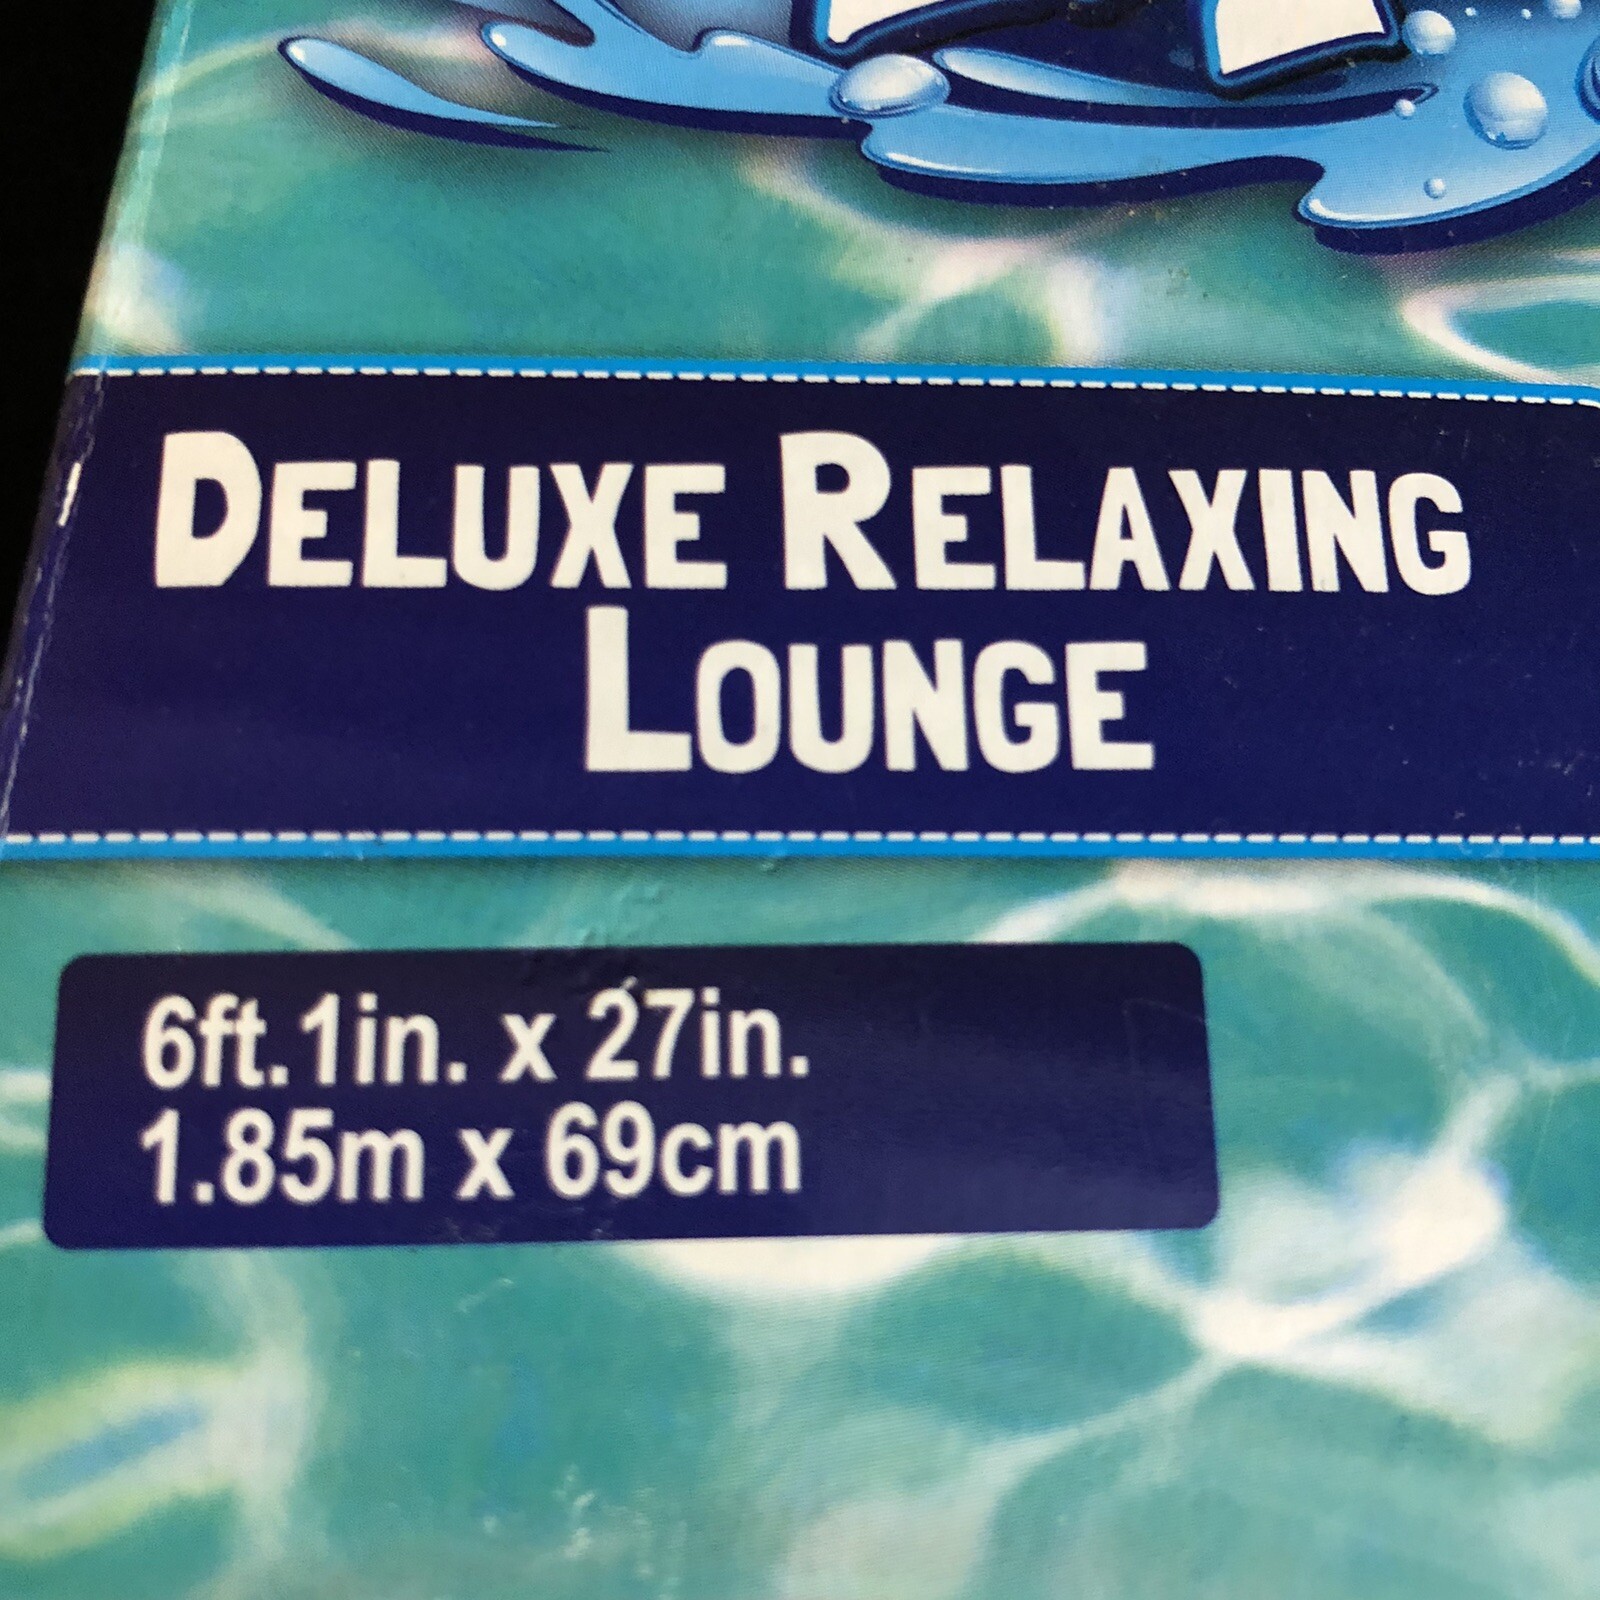 DELUXE RELAXING
LOUNGE
6ft.1in. x 27in.
1.85m x 69cm